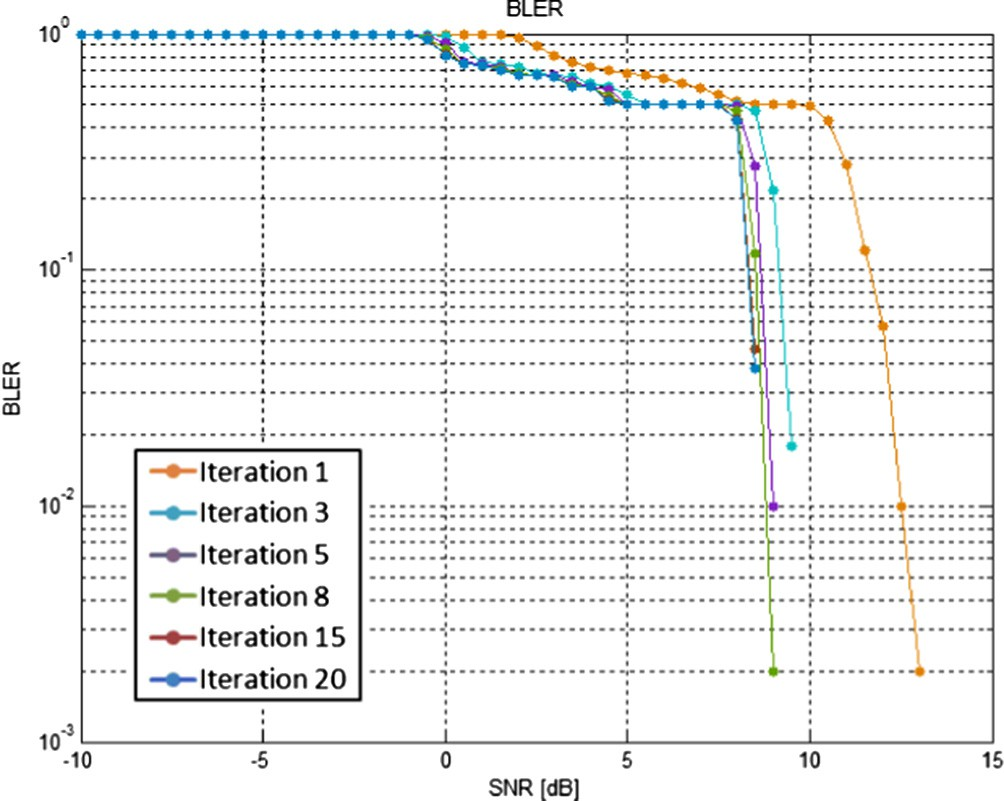 BLER
10^0
10^-1
10^-2
10^-3
BLER
Iteration 1
Iteration 3
Iteration 5
Iteration 8
Iteration 15
Iteration 20
-10 -5 0 5 10 15
SNR [dB]